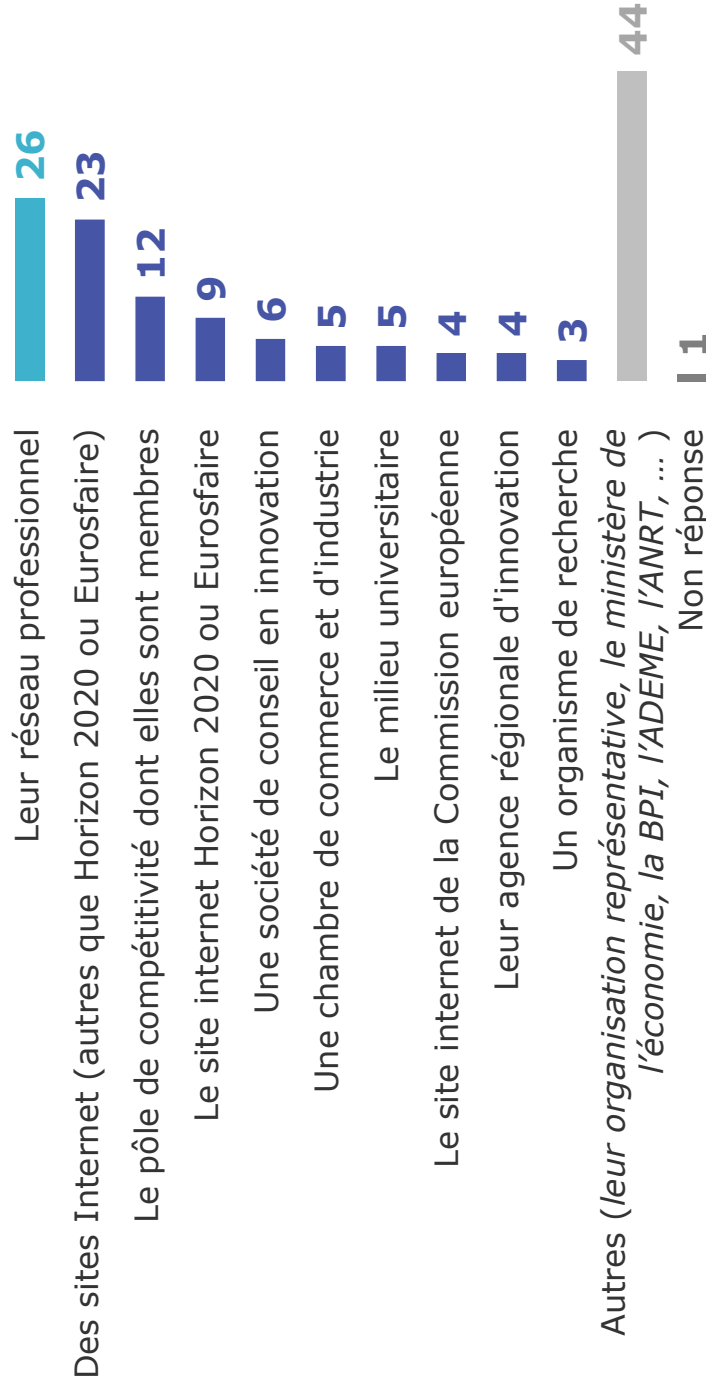 Leur réseau professionnel 26
Des sites Internet (autres que Horizon 2020 ou Eurosfaire) 23
Le pôle de compétitivité dont elles sont membres 12
Le site internet Horizon 2020 ou Eurosfaire 9
Une société de conseil en innovation 6
Une chambre de commerce et d'industrie 5
Le milieu universitaire 5
Le site internet de la Commission européenne 4
Leur agence régionale d'innovation 4
Un organisme de recherche 3
Autres (leur organisation représentative, le ministère de 44
l’économie, la BPI, l’ADEME, l’ANRT, … )
Non réponse 1